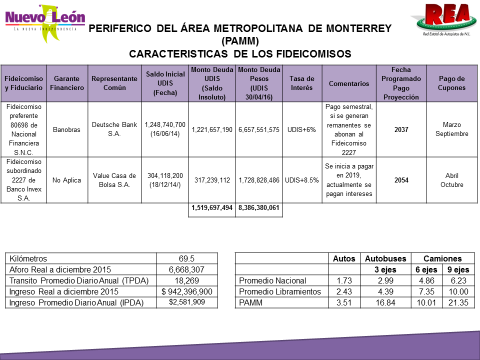 Nuevo León
La nueva independencia
REA
Red Estatal de Autopistas de N.L.
PERIFERICO DEL ÁREA METROPOLITANA DE MONTERREY
(PAMM)
CARACTERISTICAS DE LOS FIDEICOMISOS
Fideicomiso y Fiduciario Garante Financiero Representante Común Saldo Inicial UDIS (Fecha) Monto Deuda UDIS (Saldo Insoluto) Monto Deuda Pesos (UDIS 30/04/16) Tasa de Interés Comentarios Fecha Programado Pago Proyección Pago de Cupones
Fideicomiso preferente 80698 de Nacional Financiera S.N.C. Banobras Deutsche Bank S.A. 1,248,740,700 (16/06/14) 1,221,657,190 6,657,551,575 UDIS+6% Pago semestral, si se generan remanentes se abonan al Fideicomiso 2227 2037 Marzo Septiembre
Fideicomiso subordinado 2227 de Banco Invex S.A. No Aplica Value Casa de Bolsa S.A. 304,118,200 (18/12/14/) 317,239,112 1,728,828,486 UDIS+8.5% Se inicia a pagar en 2019, actualmente se pagan intereses 2054 Abril Octubre
1,519,697,494 8,386,380,061
Kilómetros 69.5
Aforo Real a diciembre 2015 6,668,307
Transito Promedio Diario Anual (TPDA) 18,269
Ingreso Real a diciembre 2015 $ 942,396,900
Ingreso Promedio Diario Anual (IPDA) $2,581,909
Autos Autobuses Camiones
3 ejes 6 ejes 9 ejes
Promedio Nacional 1.73 2.99 4.86 6.23
Promedio Libramientos 2.43 4.39 7.35 10.00
PAMM 3.51 16.84 10.01 21.35